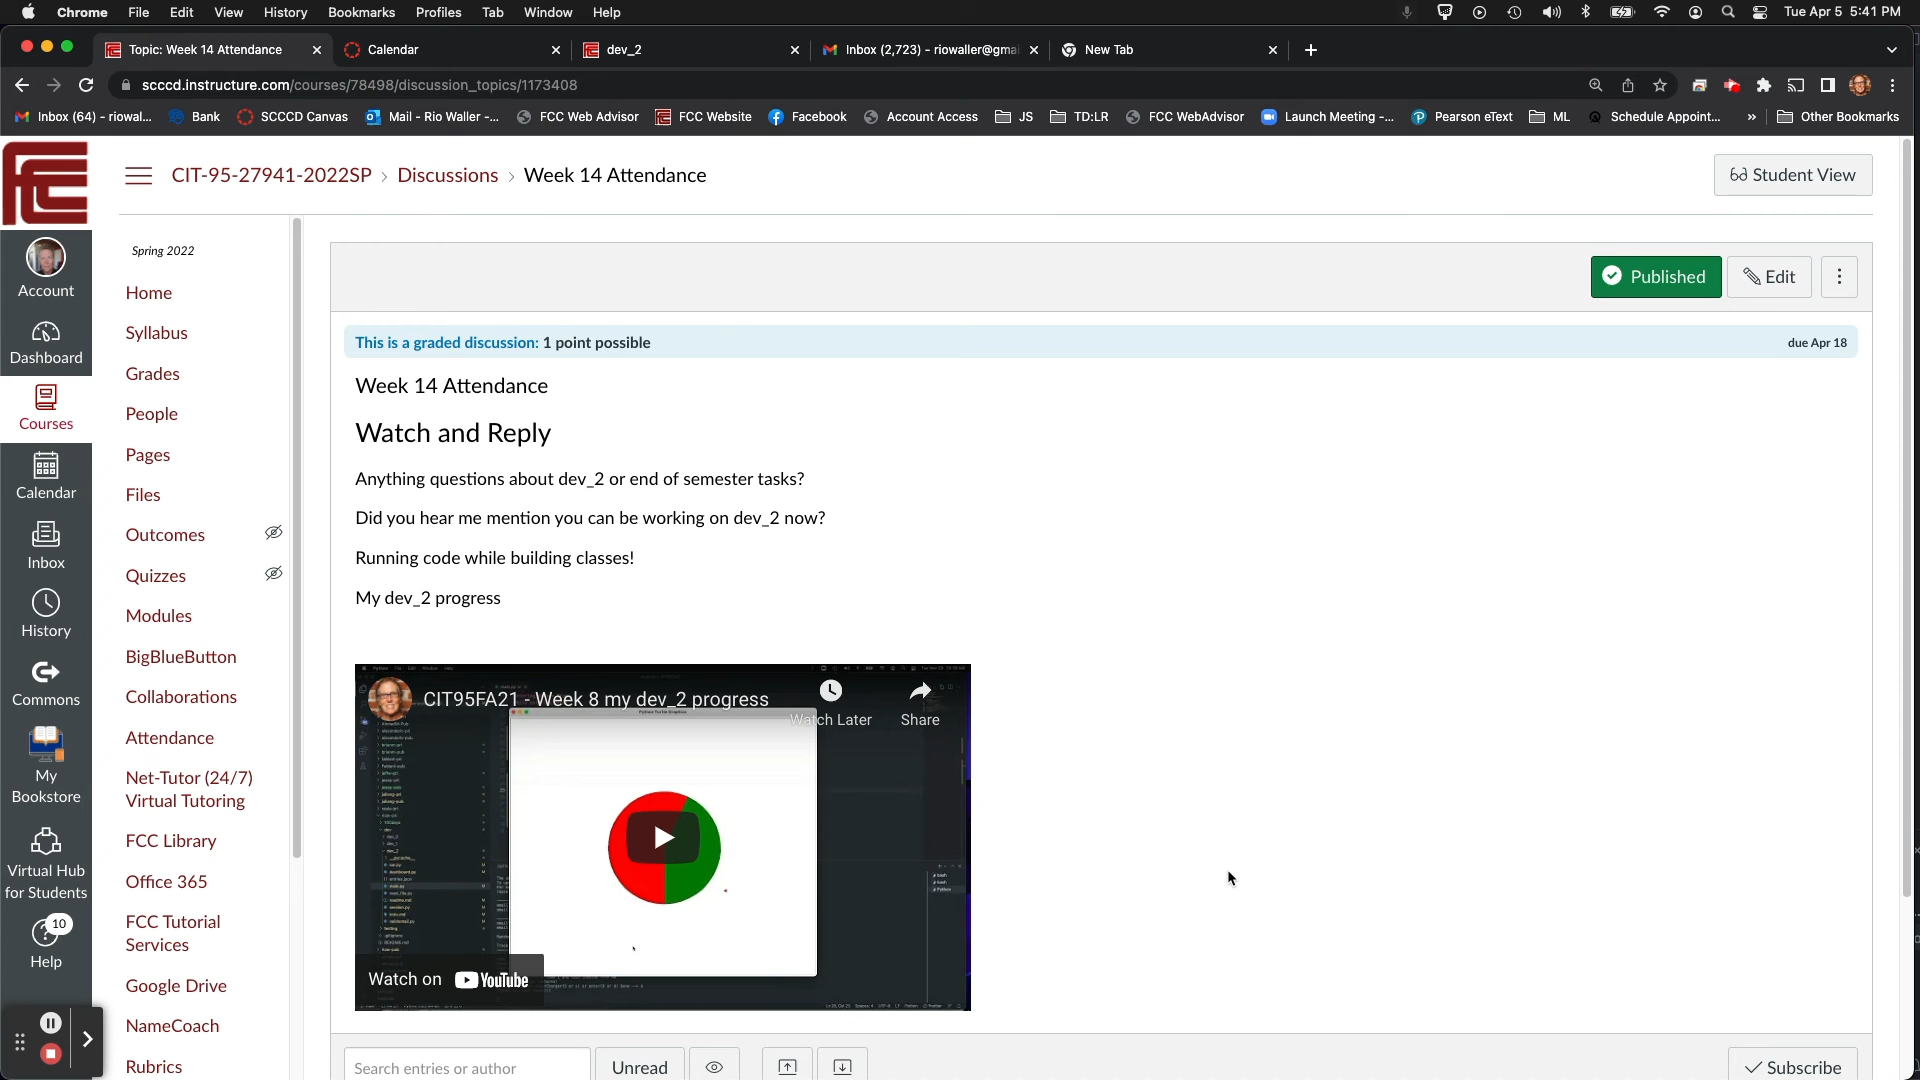 Chrome File Edit View History Bookmarks Profiles Tab Window Help Tue Apr 5 5:41 PM
Topic: Week 14 Attendance Calendar dev_2 Inbox (2,723) - riowaller@gma New Tab
scccd.instructure.com/courses/78498/discussion_topics/1173408
Inbox (64) - riowal... Bank SCCCD Canvas Mail - Rio Waller -... FCC Web Advisor FCC Website Facebook Account Access JS TD:LR FCC WebAdvisor Launch Meeting -... Pearson eText ML Schedule Appoint... » Other Bookmarks
CIT-95-27941-2022SP › Discussions › Week 14 Attendance
Student View
Account
Dashboard
Courses
Calendar
Inbox
History
Commons
My
Bookstore
Virtual Hub
for Students
10
Help
Spring 2022
Home
Syllabus
Grades
People
Pages
Files
Outcomes
Quizzes
Modules
BigBlueButton
Collaborations
Attendance
Net-Tutor (24/7)
Virtual Tutoring
FCC Library
Office 365
FCC Tutorial
Services
Google Drive
NameCoach
Rubrics
Published Edit
This is a graded discussion: 1 point possible due Apr 18
Week 14 Attendance
Watch and Reply
Anything questions about dev_2 or end of semester tasks?
Did you hear me mention you can be working on dev_2 now?
Running code while building classes!
My dev_2 progress
CIT95FA21 - Week 8 my dev_2 progress
Watch Later Share
Watch on YouTube
Search entries or author Unread Subscribe